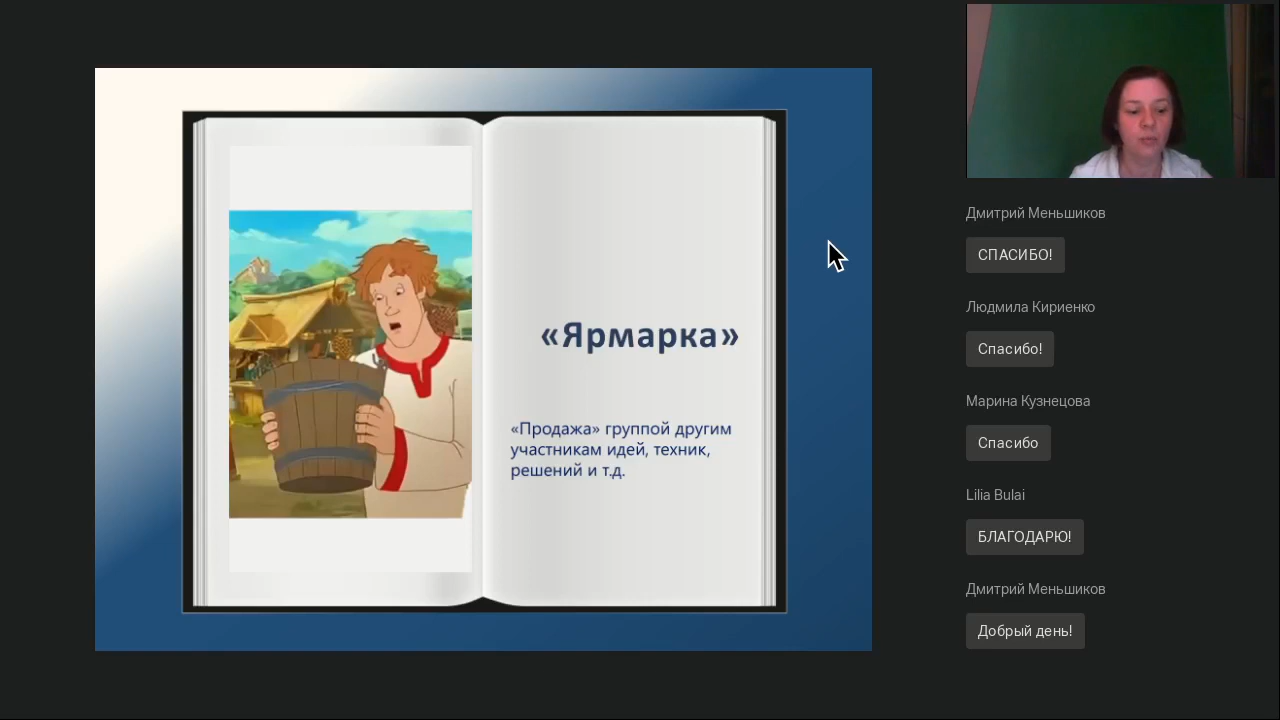 «Ярмарка»
«Продажа» группой другим
участникам идей, техник,
решений и т.д.
Дмитрий Меньшиков
СПАСИБО!
Людмила Кириенко
Спасибо!
Марина Кузнецова
Спасибо
Lilia Bulai
БЛАГОДАРЮ!
Дмитрий Меньшиков
Добрый день!